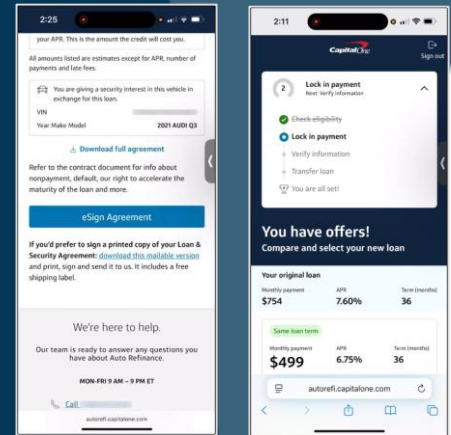 2:25
your APR. This is the amount the credit will cost you.
All amounts listed are estimates except for APR, number of
payments and late fees.
You are giving a security interest in this vehicle in
exchange for this loan.
VIN
Year Make Model 2021 AUDI Q3
Download full agreement
Refer to the contract document for info about
nonpayment, default, our right to accelerate the
maturity of the loan and more.
eSign Agreement
If you'd prefer to sign a printed copy of your Loan &
Security Agreement: download this mailable version
and print, sign and send it to us. It includes a free
shipping label.
We're here to help.
Our team is ready to answer any questions you
have about Auto Refinance.
MON-FRI 9 AM – 9 PM ET
Call
autorefi.capitalone.com
2:11
Capital One
Sign out
2 Lock in payment
Next: Verify information
Check eligibility
Lock in payment
Verify information
Transfer loan
You are all set!
You have offers!
Compare and select your new loan
Your original loan
Monthly payment APR Term (months)
$754 7.60% 36
Same loan term
Monthly payment APR Term (months)
$499 6.75% 36
autorefi.capitalone.com